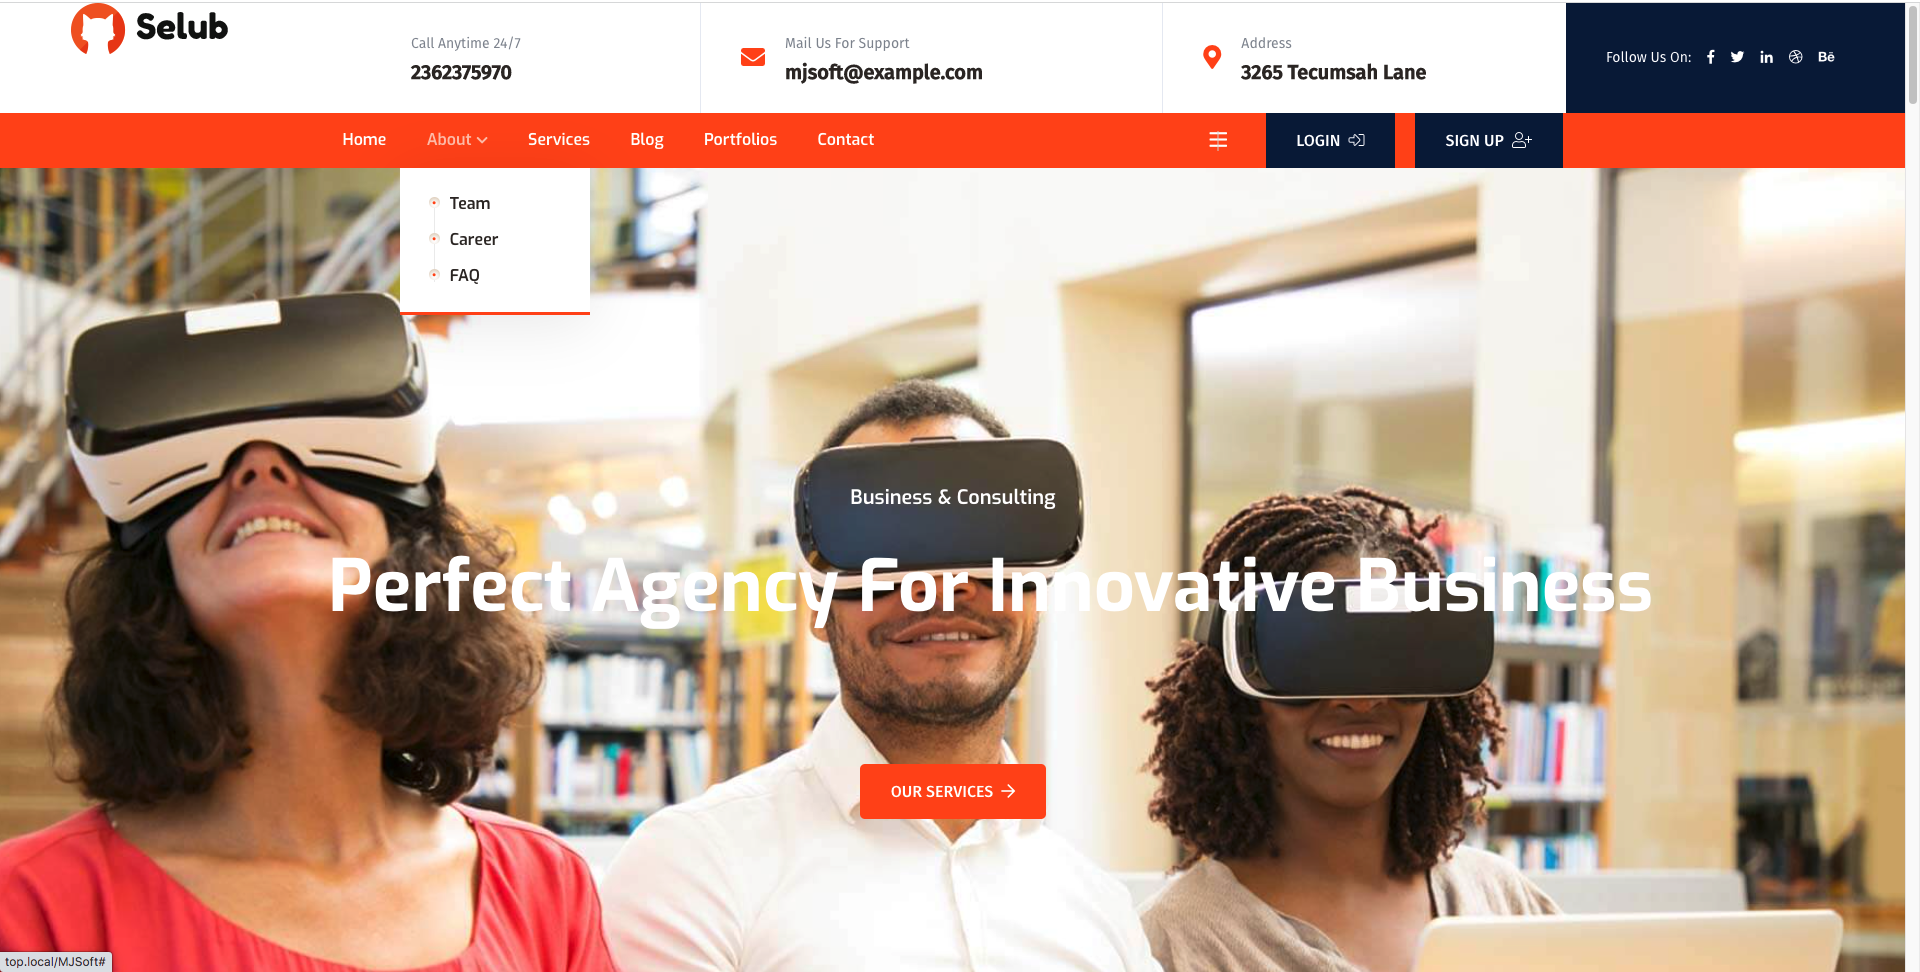 Selub
Call Anytime 24/7
2362375970
Mail Us For Support
mjsoft@example.com
Address
3265 Tecumsah Lane
Follow Us On:
Home
About
Services
Blog
Portfolios
Contact
LOGIN
SIGN UP
Team
Career
FAQ
Business & Consulting
Perfect Agency For Innovative Business
OUR SERVICES
top.local/MJSoft#